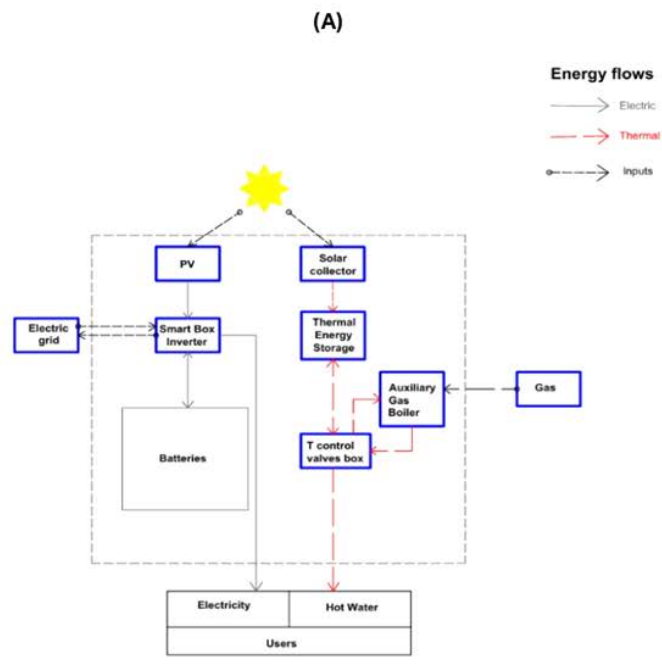 (A)
Energy flows
Electric
Thermal
Inputs
PV
Solar
collector
Electric
grid
Smart Box
Inverter
Thermal
Energy
Storage
Auxiliary
Gas
Boiler
Gas
Batteries
T control
valves box
Electricity
Hot Water
Users